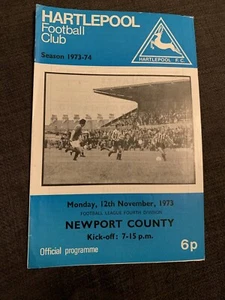 HARTLEPOOL
Football
Club
Season 1973-74
HARTLEPOOL F.C.
Monday, 12th November, 1973
FOOTBALL LEAGUE FOURTH DIVISION
NEWPORT COUNTY
Kick-off: 7-15 p.m.
Official programme
6p